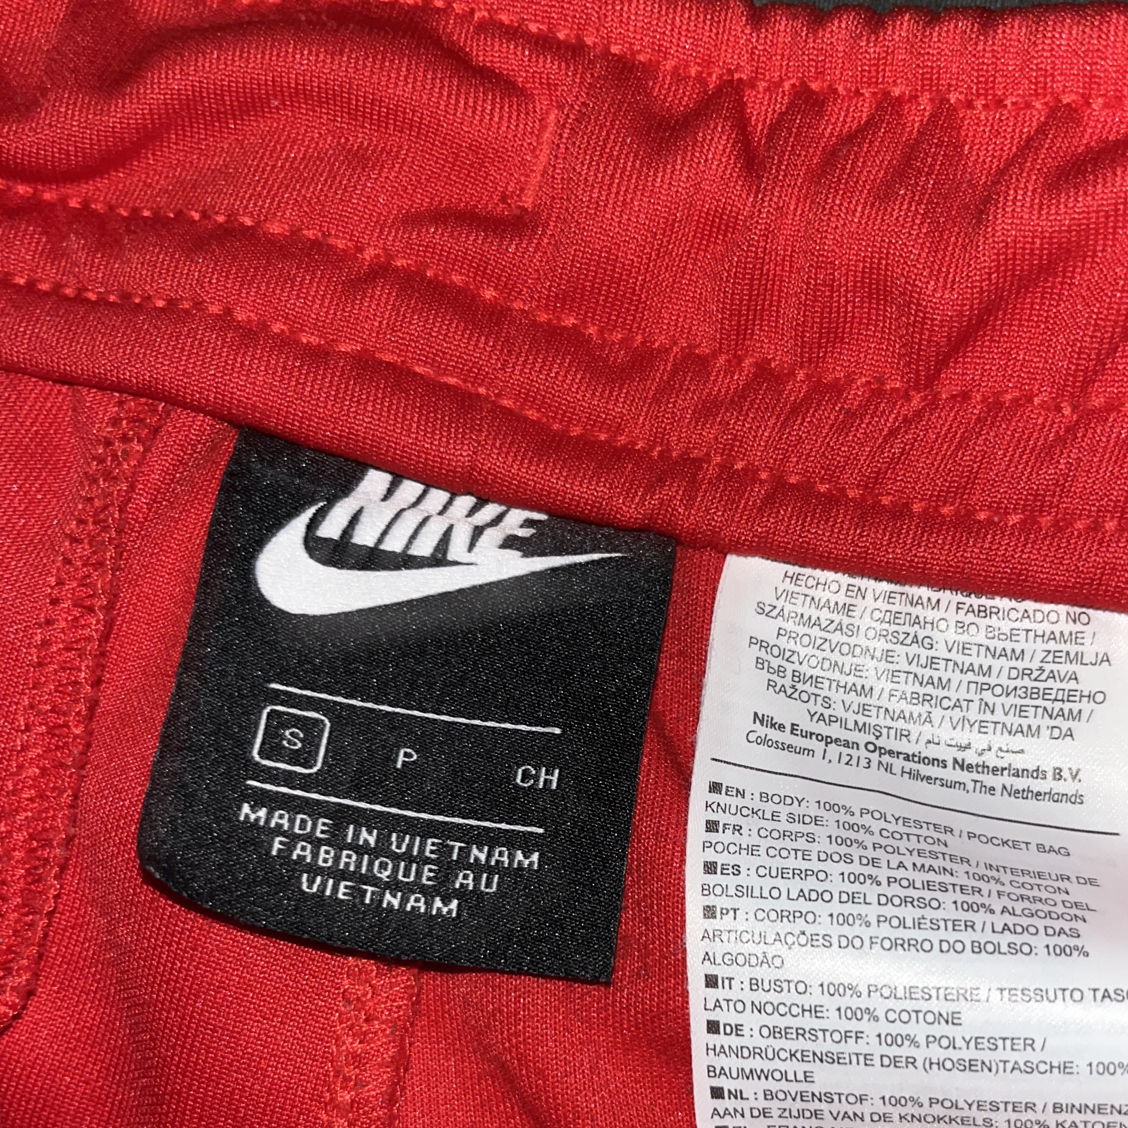 NIKE
S P CH
MADE IN VIETNAM
FABRIQUE AU
VIETNAM
HECHO EN VIETNAM / FABRICADO NO
VIETNAME / СДЕЛАНО ВО ВЬЕТНАМЕ /
SZÁRMAZÁSI ORSZÁG: VIETNAM / ZEMLJA
PROIZVODNJE: VIJETNAM / DRŽAVA
PROIZVODNJE: VIETNAM / ПРОИЗВЕДЕНО
ВЪВ ВИЕТНАМ / FABRICAT ÎN VIETNAM /
RAŽOTS: VJETNAMĀ / VİYETNAM 'DA
YAPILMIŞTIR / صنع في فييت نام
Nike European Operations Netherlands B.V.
Colosseum 1, 1213 NL Hilversum, The Netherlands
EN : BODY: 100% POLYESTER / POCKET BAG
KNUCKLE SIDE: 100% COTTON
FR : CORPS: 100% POLYESTER / INTERIEUR DE
POCHE COTE DOS DE LA MAIN: 100% COTON
ES : CUERPO: 100% POLIESTER / FORRO DEL
BOLSILLO LADO DEL DORSO: 100% ALGODON
PT : CORPO: 100% POLIÉSTER / LADO DAS
ARTICULAÇÕES DO FORRO DO BOLSO: 100%
ALGODÃO
IT : BUSTO: 100% POLIESTERE / TESSUTO
LATO NOCCHE: 100% COTONE
DE : OBERSTOFF: 100% POLYESTER /
HANDRÜCKENSEITE DER (HOSEN)TASCHE: 100%
BAUMWOLLE
NL : BOVENSTOF: 100% POLYESTER /
AAN DE ZIJDE VAN DE KNOKKELS: 100%